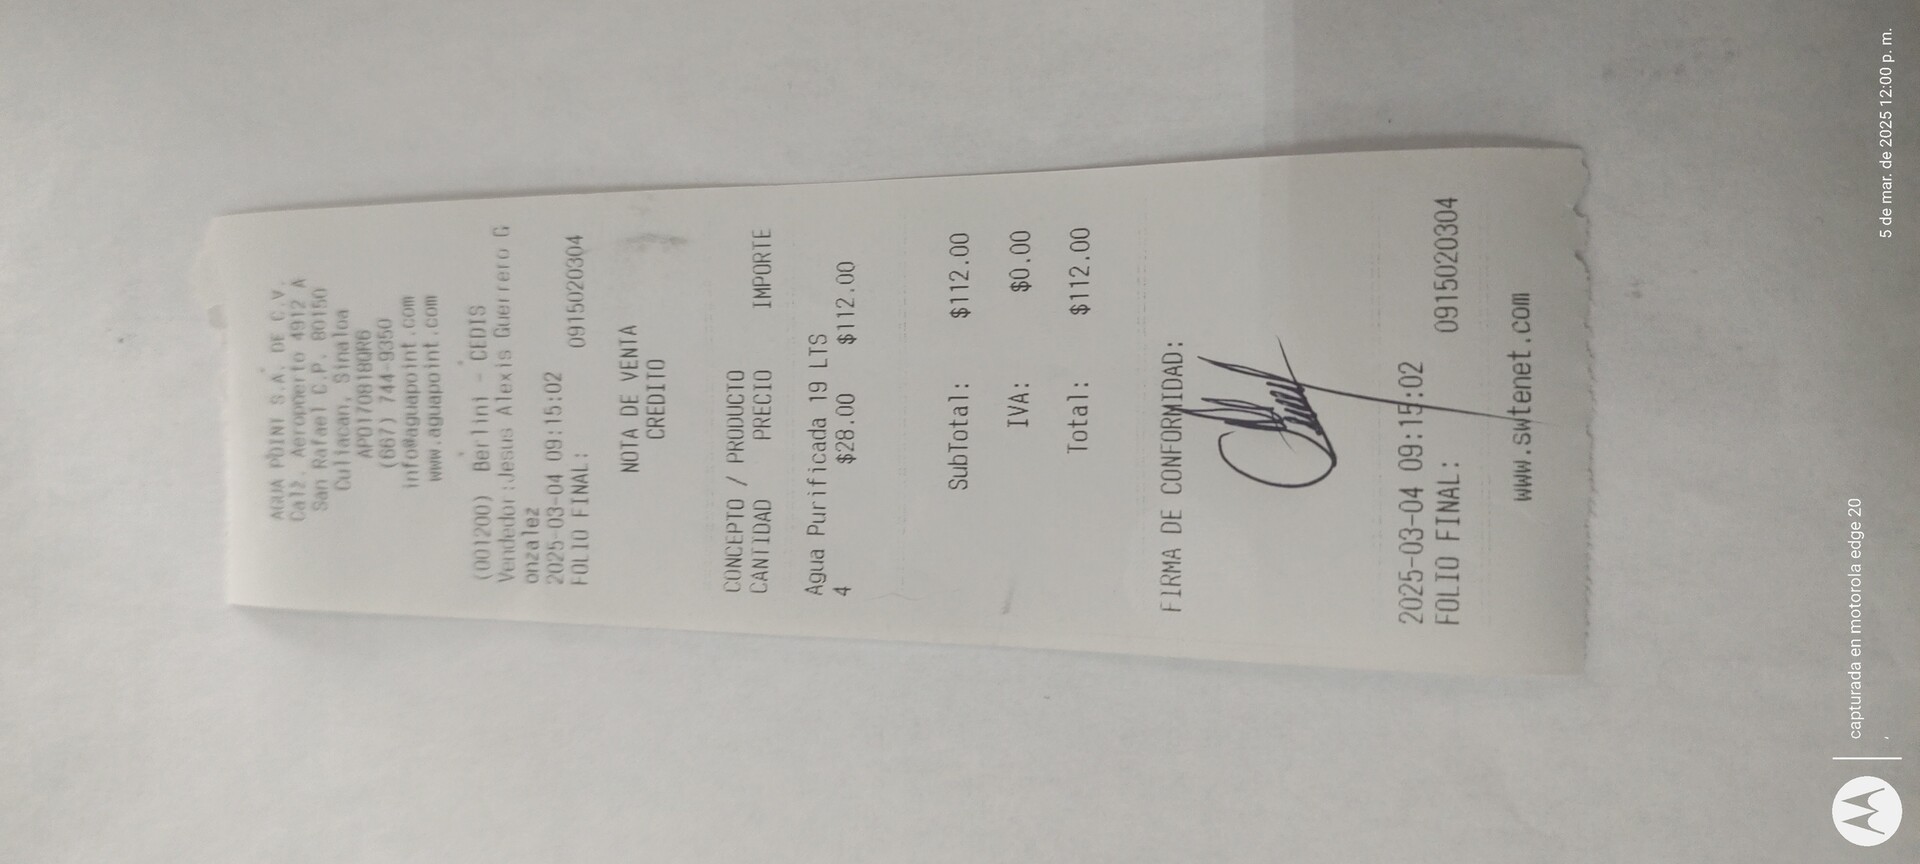 AGUA POINT S.A. DE C.V.
Calz. Aeropuerto 4912 A
San Rafael C.P. 80150
Culiacan, Sinaloa
APO170818QR6
(667) 744-9350
info@aguapoint.com
www.aguapoint.com
(001200) Berlini - CEDIS
Vendedor:Jesus Alexis Guerrero G
onzalez
2025-03-04 09:15:02
FOLIO FINAL: 0915020304
NOTA DE VENTA
CREDITO
CONCEPTO / PRODUCTO
CANTIDAD PRECIO IMPORTE
Agua Purificada 19 LTS
4 $28.00 $112.00
SubTotal: $112.00
IVA: $0.00
Total: $112.00
FIRMA DE CONFORMIDAD:
2025-03-04 09:15:02
FOLIO FINAL: 0915020304
www.swtenet.com
capturada en motorola edge 20
5 de mar. de 2025 12:00 p. m.